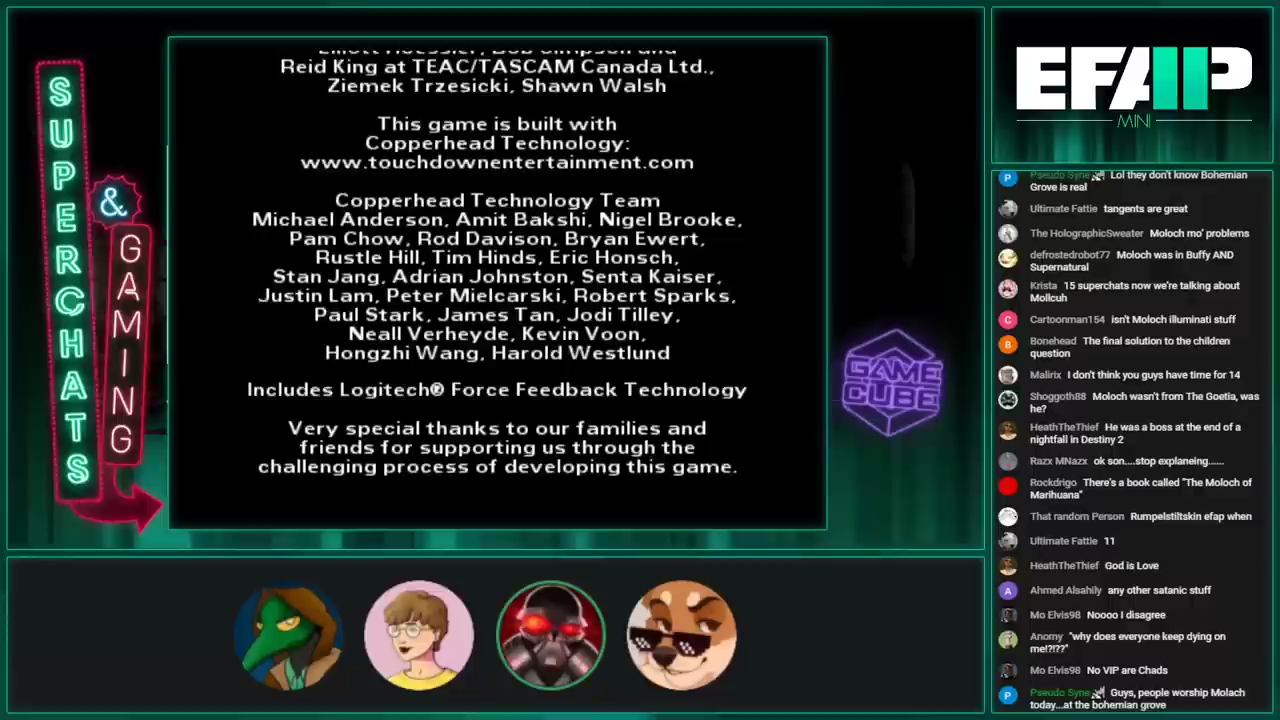 SUPERCHATS
&
GAMING
Reid King at TEAC/TASCAM Canada Ltd.,
Ziemek Trzesicki, Shawn Walsh
This game is built with
Copperhead Technology:
www.touchdownentertainment.com
Copperhead Technology Team
Michael Anderson, Amit Bakshi, Nigel Brooke,
Pam Chow, Rod Davison, Bryan Ewert,
Rustle Hill, Tim Hinds, Eric Honsch,
Stan Jang, Adrian Johnston, Senta Kaiser,
Justin Lam, Peter Mielcarski, Robert Sparks,
Paul Stark, James Tan, Jodi Tilley,
Neall Verheyde, Kevin Voon,
Hongzhi Wang, Harold Westlund
Includes Logitech® Force Feedback Technology
Very special thanks to our families and
friends for supporting us through the
challenging process of developing this game.
GAME
CUBE
EFAP
MINI
P Pseudo Syne Lol they don't know Bohemian
Grove is real
Ultimate Fattie tangents are great
The HolographicSweater Moloch mo' problems
defrostedrobot77 Moloch was in Buffy AND
Supernatural
Krista 15 superchats now we're talking about
Mollcuh
C Cartoonman154 isn't Moloch illuminati stuff
B Bonehead The final solution to the children
question
Malirix I don't think you guys have time for 14
Shoggoth88 Moloch wasn't from The Goetia, was
he?
HeathTheThief He was a boss at the end of a
nightfall in Destiny 2
Razx MNazx ok son....stop explaneing......
Rockdrigo There's a book called "The Moloch of
Marihuana"
That random Person Rumpelstiltskin efap when
Ultimate Fattie 11
HeathTheThief God is Love
A Ahmed Alsahily any other satanic stuff
Mo Elvis98 Noooo I disagree
Anomy "why does everyone keep dying on
me!?!??"
Mo Elvis98 No VIP are Chads
P Pseudo Syne Guys, people worship Molach
today...at the bohemian grove